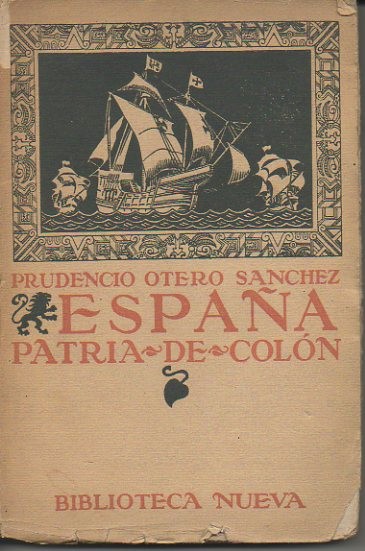 PRUDENCIO OTERO SANCHEZ
ESPAÑA
PATRIA-DE-COLÓN
BIBLIOTECA NUEVA